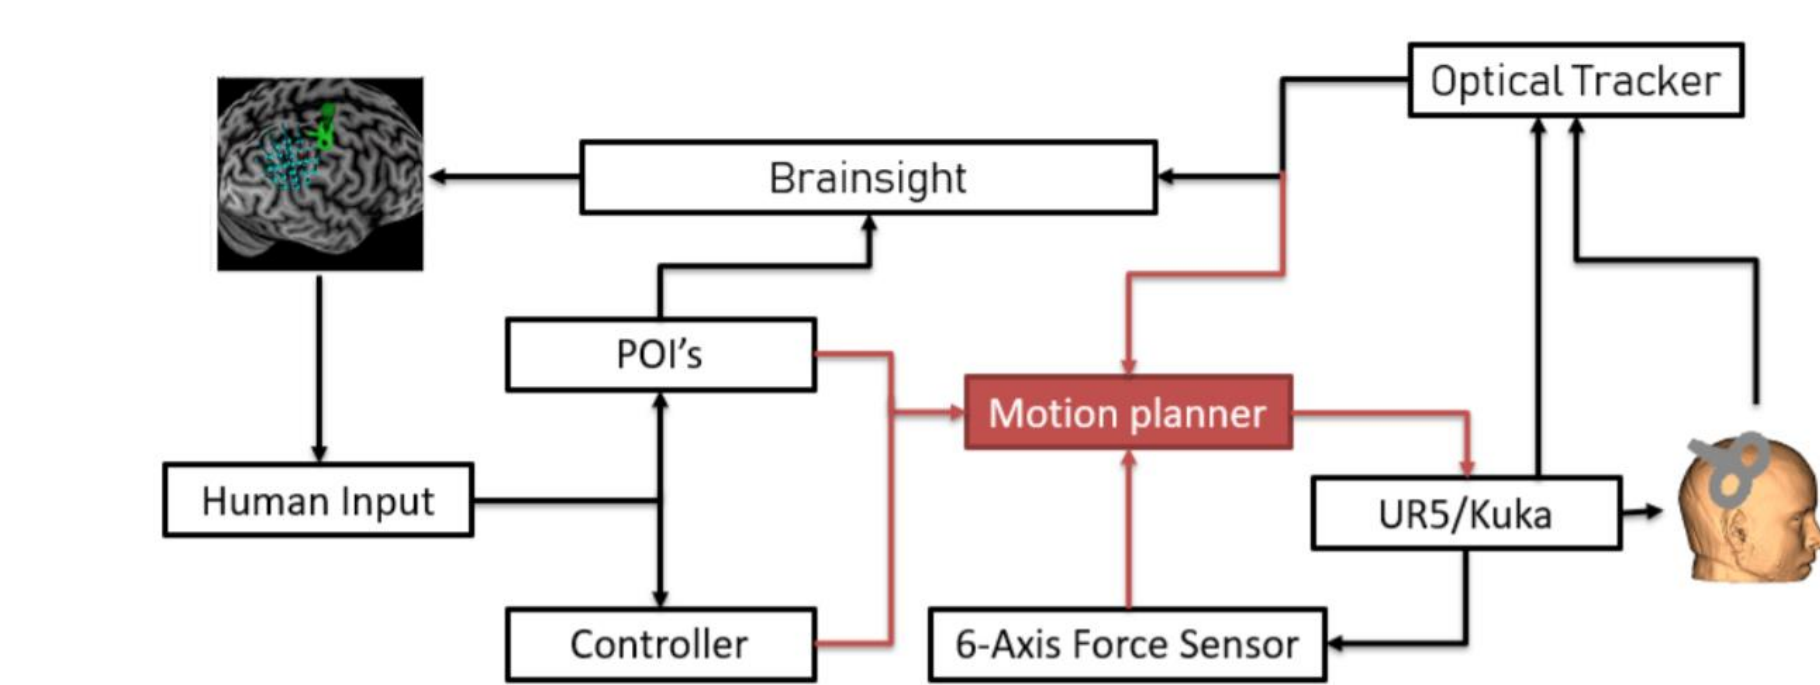 Optical Tracker
Brainsight
POI’s
Motion planner
Human Input
UR5/Kuka
Controller
6-Axis Force Sensor